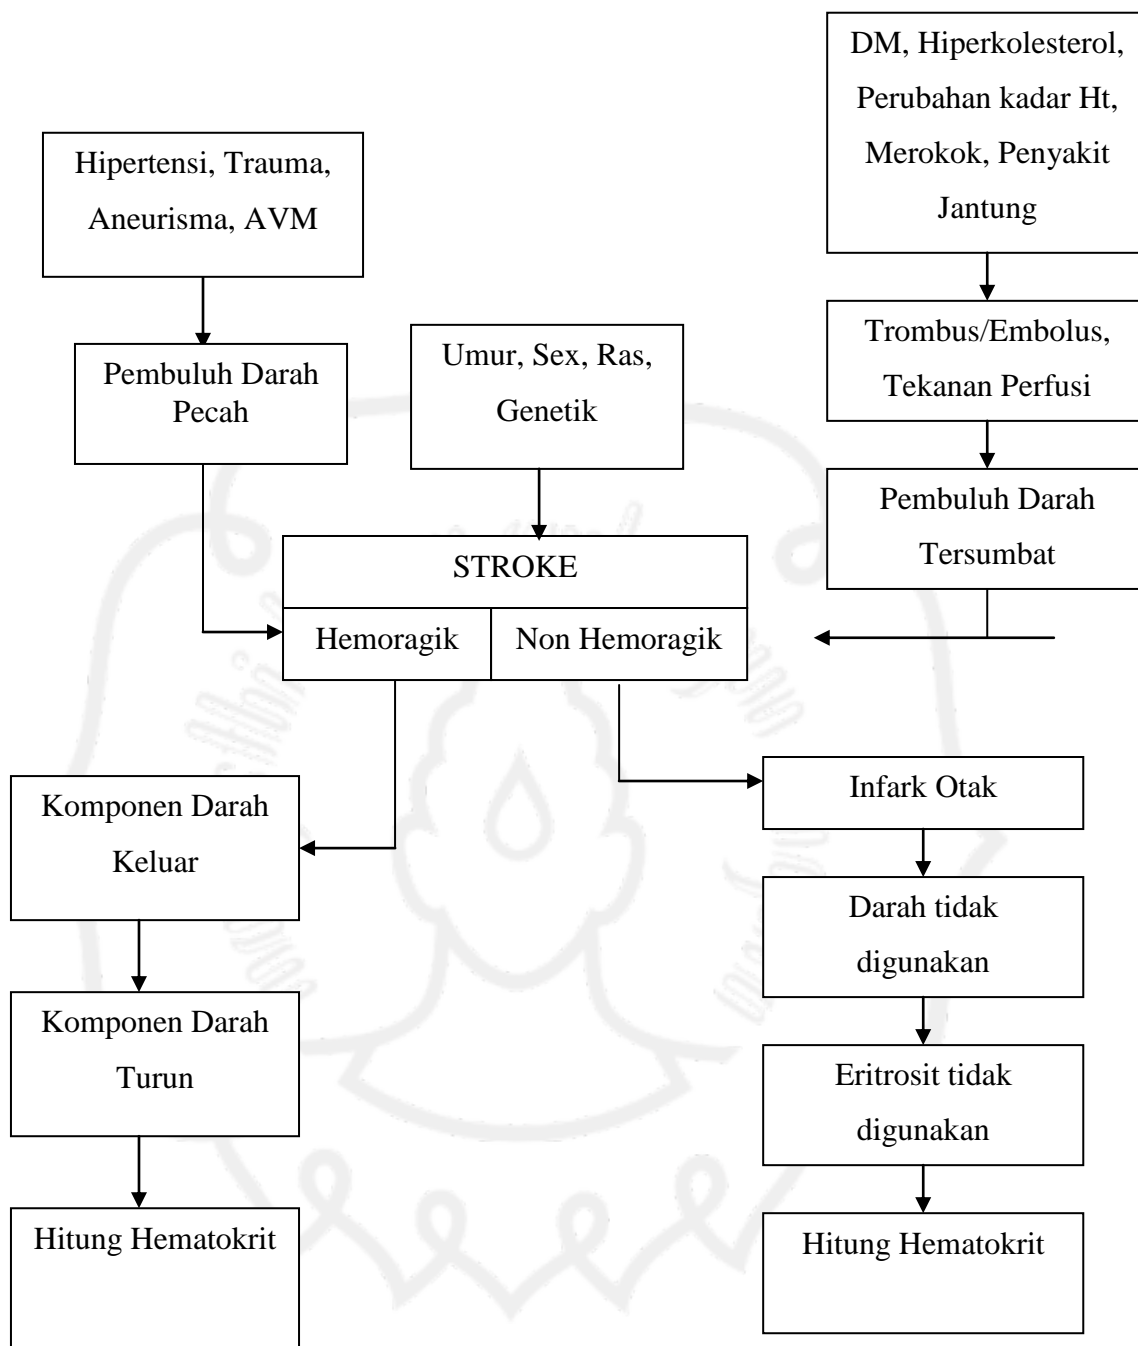 DM, Hiperkolesterol,
Perubahan kadar Ht,
Merokok, Penyakit
Jantung
Hipertensi, Trauma,
Aneurisma, AVM
Trombus/Embolus,
Tekanan Perfusi
Umur, Sex, Ras,
Genetik
Pembuluh Darah
Pecah
Pembuluh Darah
Tersumbat
STROKE
Hemoragik
Non Hemoragik
Komponen Darah
Keluar
Infark Otak
Darah tidak
digunakan
Komponen Darah
Turun
Eritrosit tidak
digunakan
Hitung Hematokrit
Hitung Hematokrit